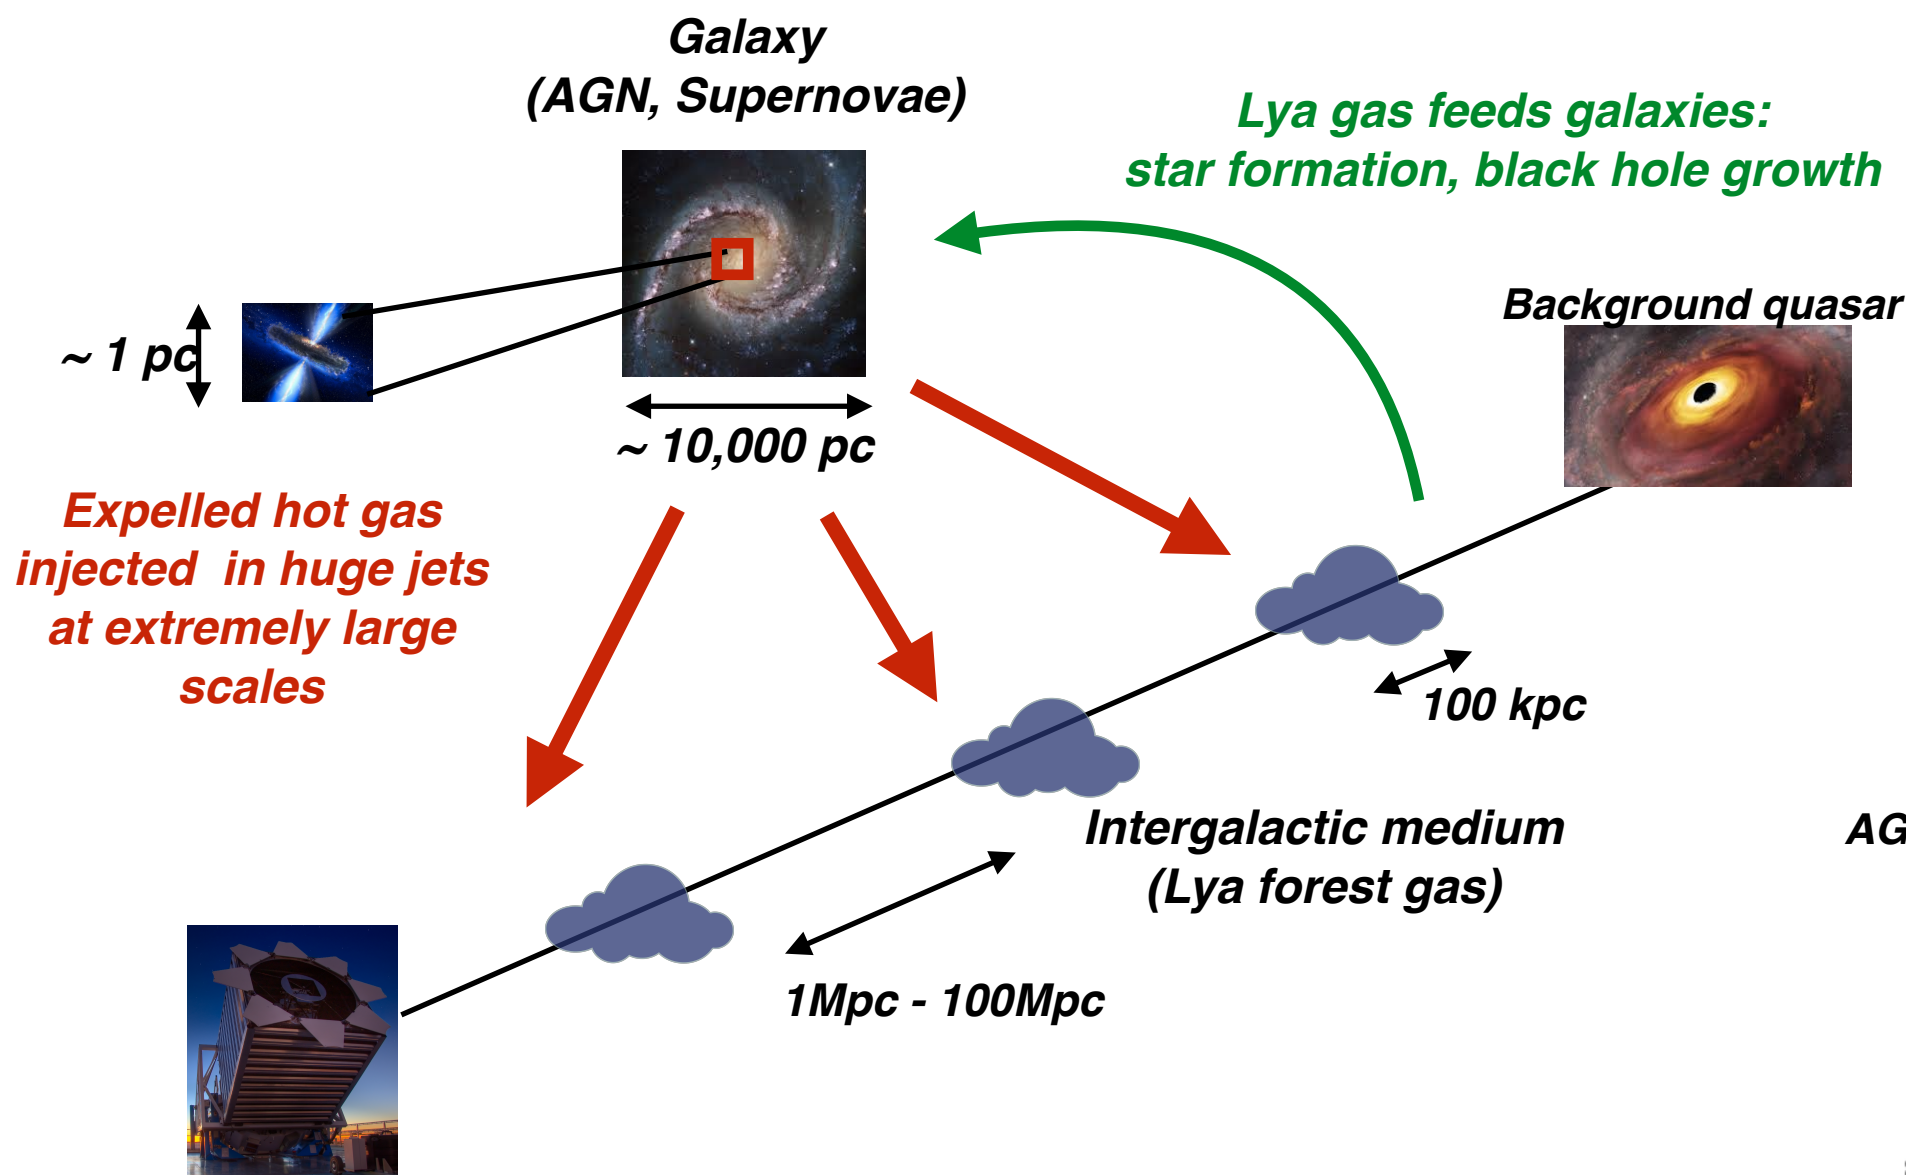 Galaxy
(AGN, Supernovae)
Lya gas feeds galaxies:
star formation, black hole growth
Background quasar
~ 1 pc
~ 10,000 pc
Expelled hot gas
injected  in huge jets
at extremely large
scales
100 kpc
Intergalactic medium
(Lya forest gas)
AG
1Mpc - 100Mpc